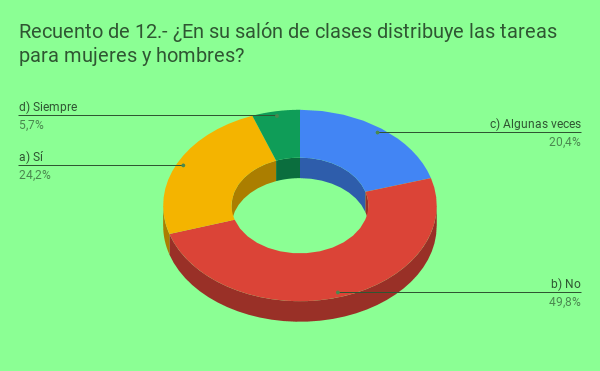 Recuento de 12.- ¿En su salón de clases distribuye las tareas
para mujeres y hombres?
d) Siempre
5,7%
c) Algunas veces
20,4%
a) Sí
24,2%
b) No
49,8%